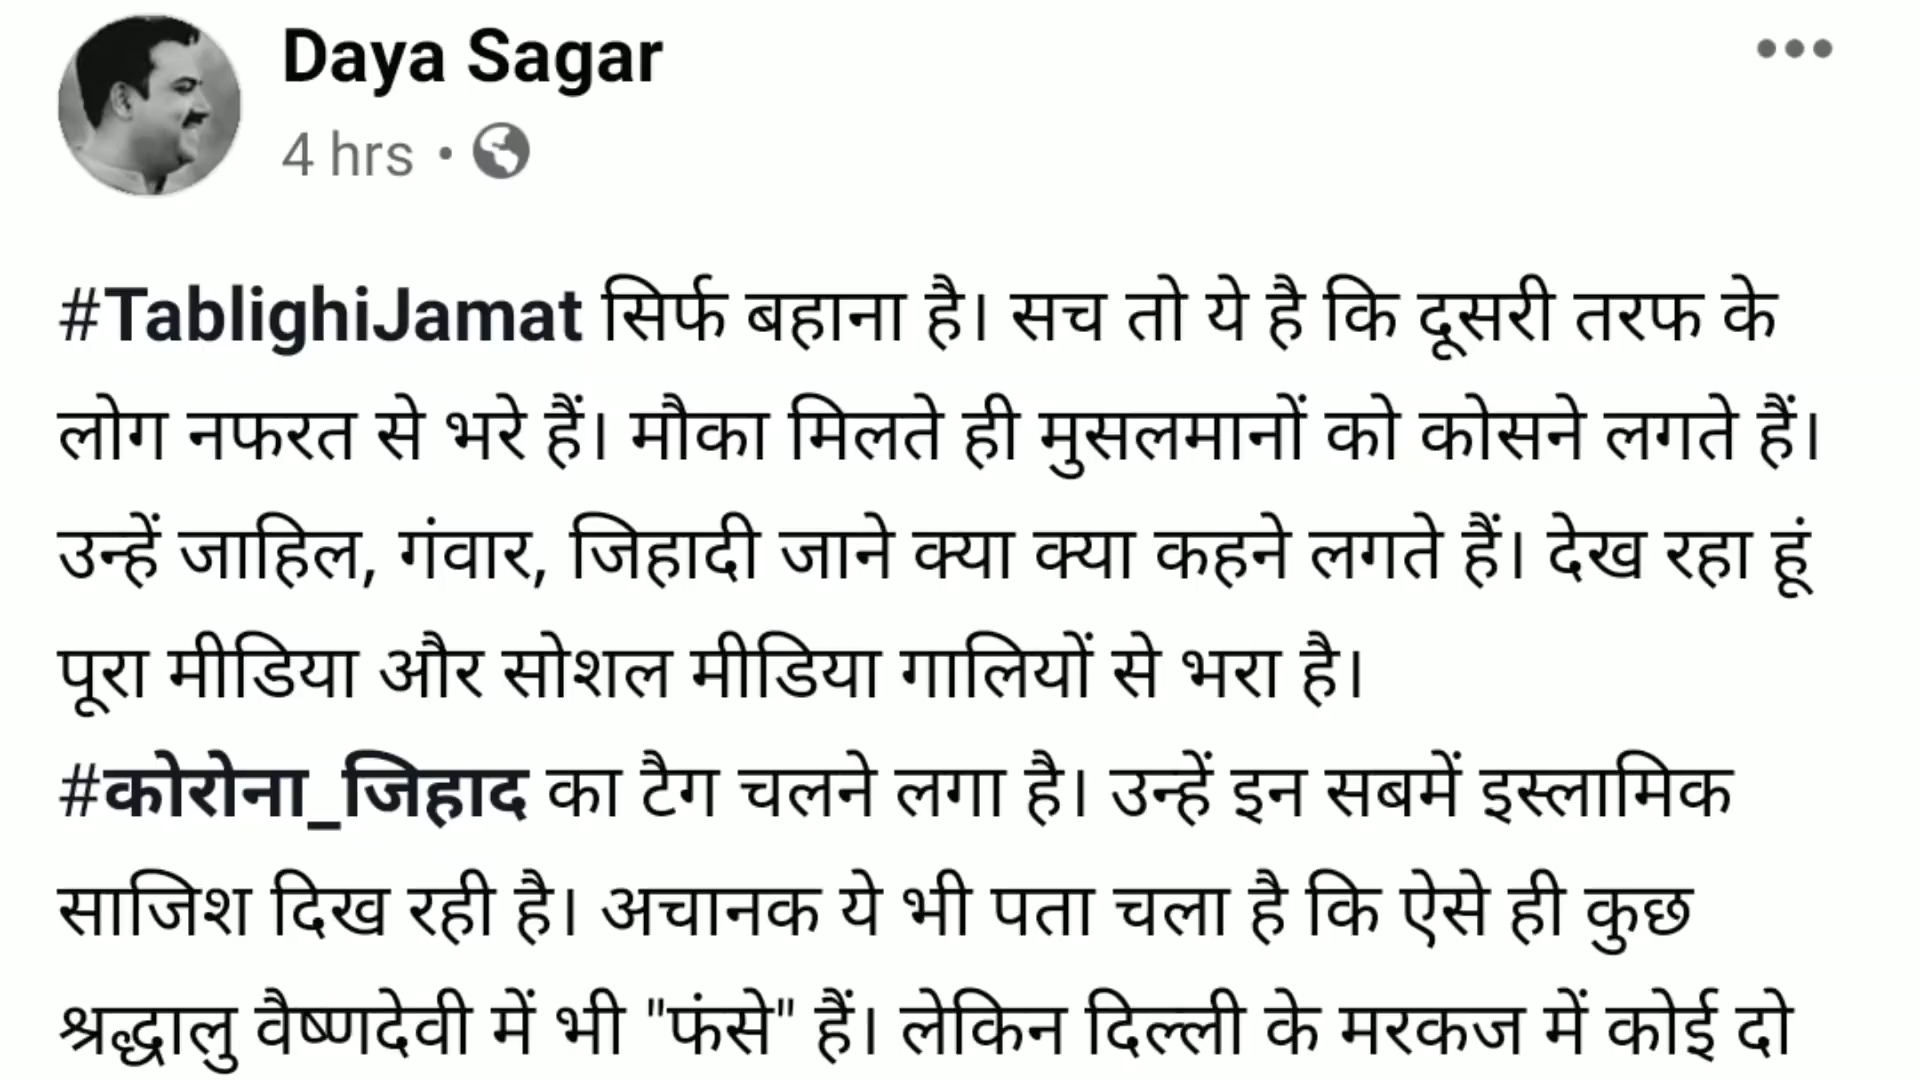 Daya Sagar
4 hrs •
#TablighiJamat सिर्फ बहाना है। सच तो ये है कि दूसरी तरफ के
लोग नफरत से भरे हैं। मौका मिलते ही मुसलमानों को कोसने लगते हैं।
उन्हें जाहिल, गंवार, जिहादी जाने क्या क्या कहने लगते हैं। देख रहा हूं
पूरा मीडिया और सोशल मीडिया गालियों से भरा है।
#कोरोना_जिहाद का टैग चलने लगा है। उन्हें इन सबमें इस्लामिक
साजिश दिख रही है। अचानक ये भी पता चला है कि ऐसे ही कुछ
श्रद्धालु वैष्णदेवी में भी "फंसे" हैं। लेकिन दिल्ली के मरकज में कोई दो